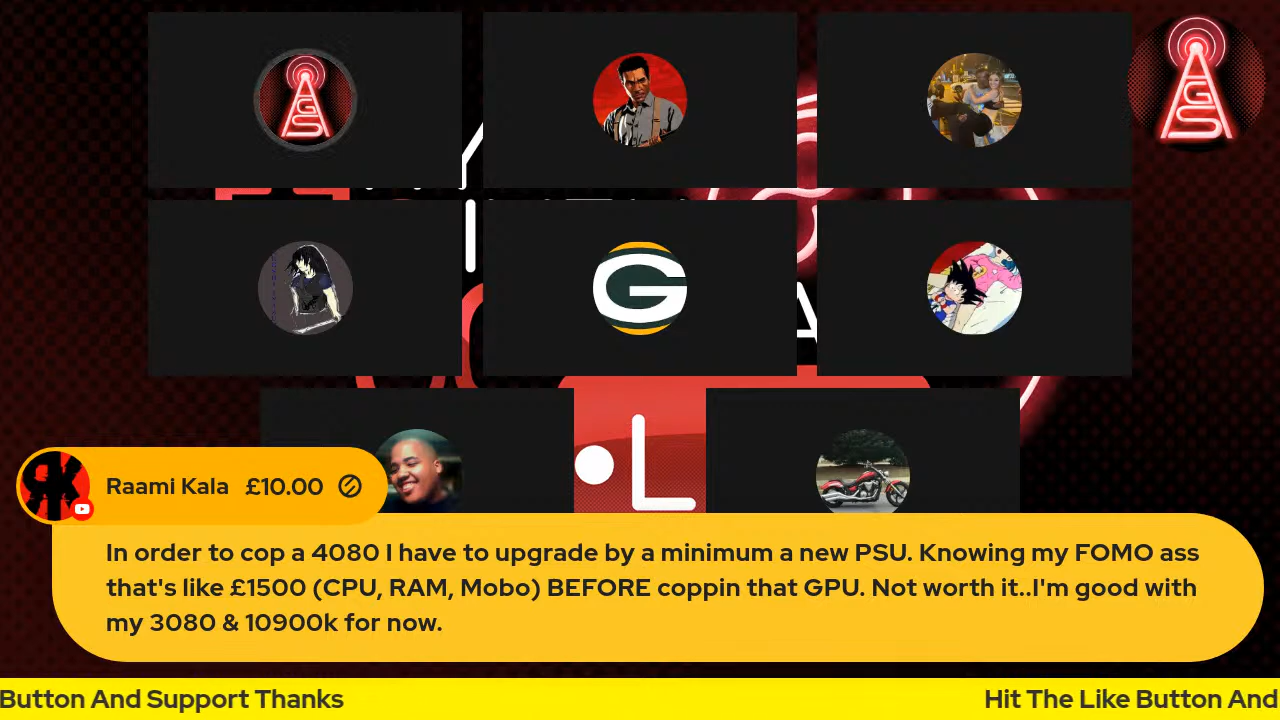 GS
GS
G
L
Raami Kala £10.00
In order to cop a 4080 I have to upgrade by a minimum a new PSU. Knowing my FOMO ass
that's like £1500 (CPU, RAM, Mobo) BEFORE coppin that GPU. Not worth it..I'm good with
my 3080 & 10900k for now.
Button And Support Thanks
Hit The Like Button And